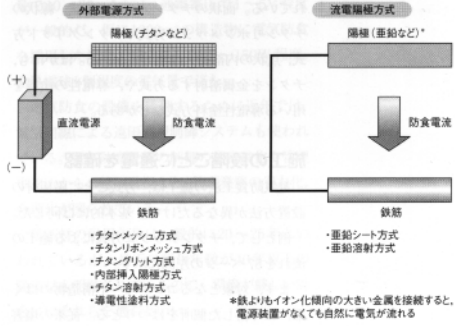 外部電源方式
流電陽極方式
陽極(チタンなど)
陽極(亜鉛など)*
(+)
直流電源
防食電流
防食電流
(−)
鉄筋
鉄筋
・チタンメッシュ方式
・チタンリボンメッシュ方式
・チタングリット方式
・内部挿入陽極方式
・チタン溶射方式
・導電性塗料方式
・亜鉛シート方式
・亜鉛溶射方式
*鉄よりもイオン化傾向の大きい金属を接続すると,
電源装置がなくても自然に電気が流れる